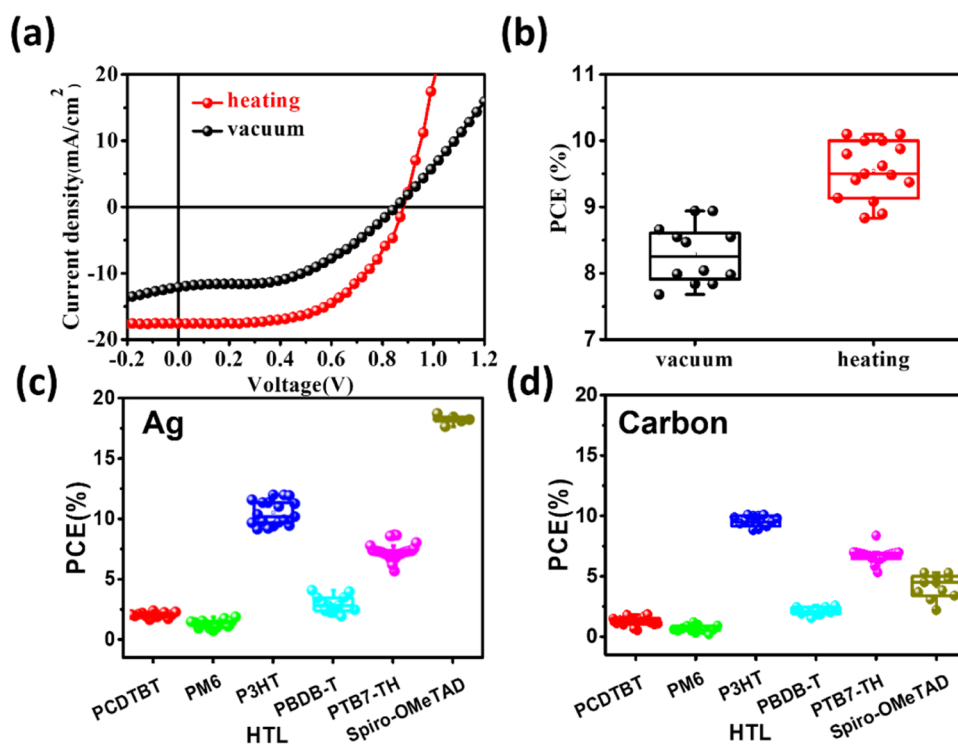 (a)
20
10
0
-10
-20
Current density(mA/cm2
heating
vacuum
-0.2 0.0 0.2 0.4 0.6 0.8 1.0 1.2
Voltage(V)
(b)
11
10
9
8
7
PCE (%)
vacuum heating
(c)
20
15
10
5
0
PCE(%)
Ag
PCDTBT PM6 P3HT PBDB-T PTB7-TH Spiro-OMeTAD
HTL
(d)
20
15
10
5
0
PCE(%)
Carbon
PCDTBT PM6 P3HT PBDB-T PTB7-TH Spiro-OMeTAD
HTL